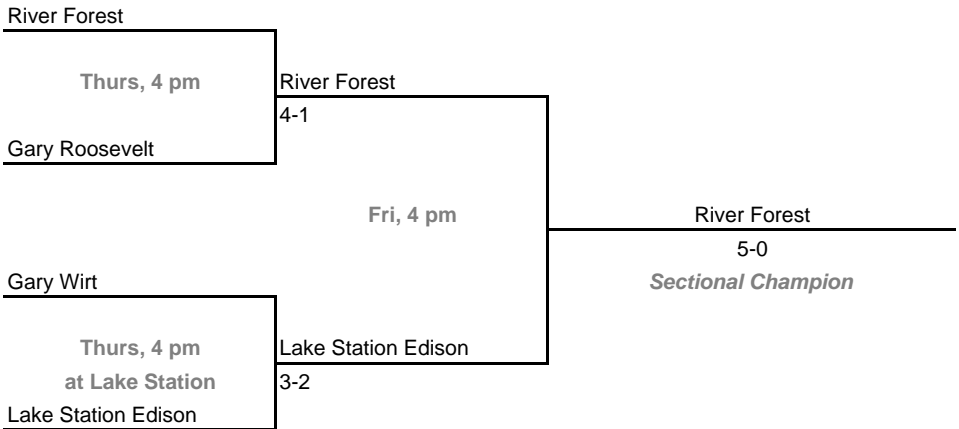 River Forest
Thurs, 4 pm
River Forest
4-1
Gary Roosevelt
Fri, 4 pm
River Forest
5-0
Sectional Champion
Gary Wirt
Thurs, 4 pm
at Lake Station
Lake Station Edison
3-2
Lake Station Edison